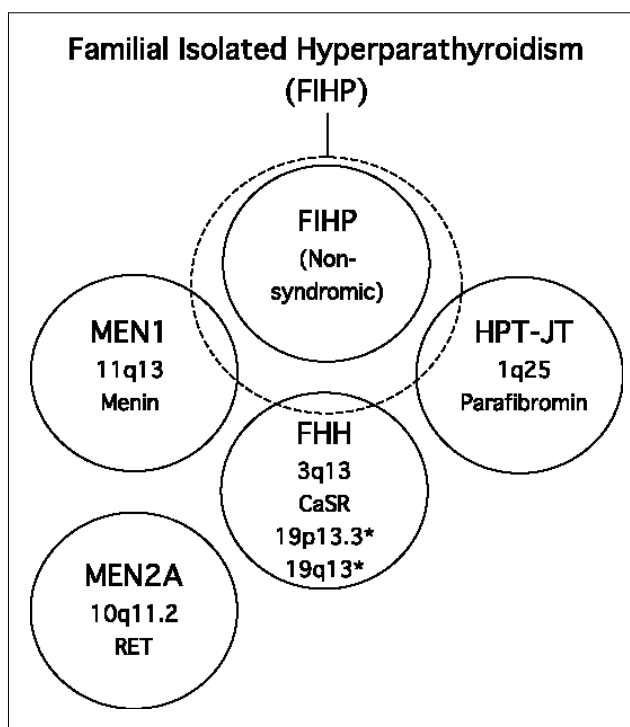 Familial Isolated Hyperparathyroidism
(FIHP)
FIHP
(Non-
syndromic)
MEN1
11q13
Menin
HPT-JT
1q25
Parafibromin
FHH
3q13
CaSR
19p13.3*
19q13*
MEN2A
10q11.2
RET